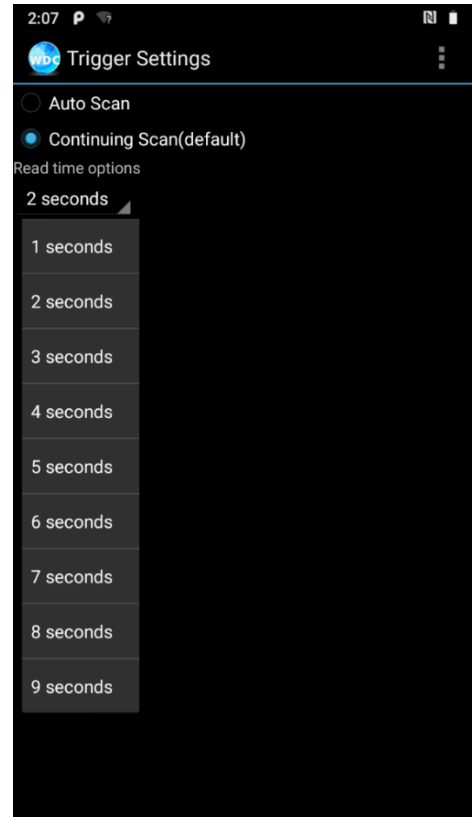 2:07
WDC Trigger Settings
Auto Scan
Continuing Scan(default)
Read time options
2 seconds
1 seconds
2 seconds
3 seconds
4 seconds
5 seconds
6 seconds
7 seconds
8 seconds
9 seconds